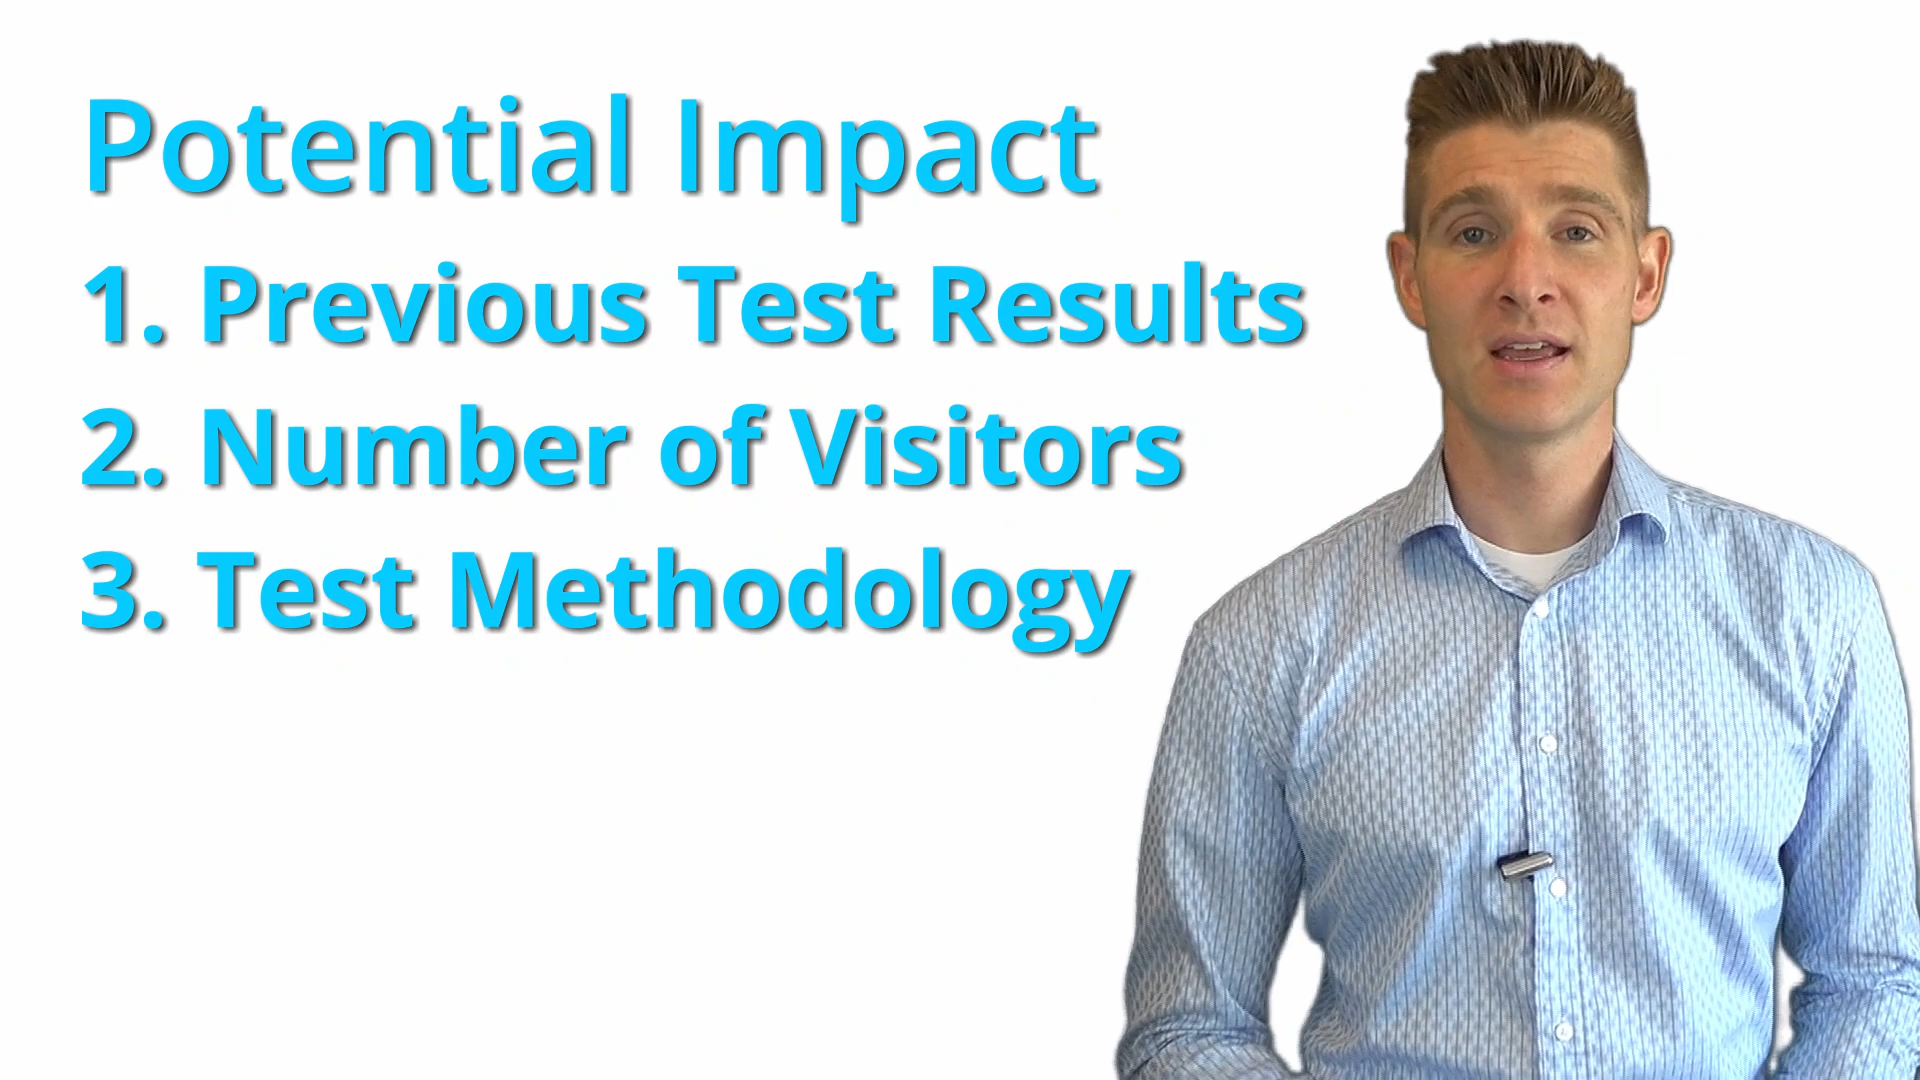 Potential Impact
1. Previous Test Results
2. Number of Visitors
3. Test Methodology